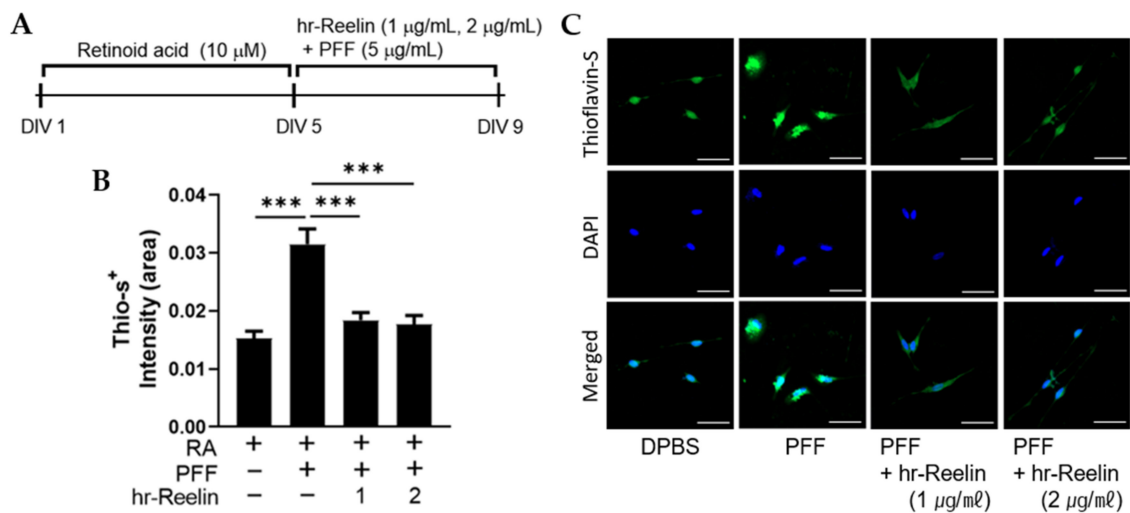 A
Retinoid acid (10 μM)
hr-Reelin (1 μg/mL, 2 μg/mL)
+ PFF (5 μg/mL)
DIV 1
DIV 5
DIV 9
B
Thio-s+
Intensity (area)
0.04
0.03
0.02
0.01
0.00
***
*** ***
RA + + + +
PFF – + + +
hr-Reelin – – 1 2
C
Thioflavin-S
DAPI
Merged
DPBS
PFF
PFF
+ hr-Reelin
(1 μg/mℓ)
PFF
+ hr-Reelin
(2 μg/mℓ)